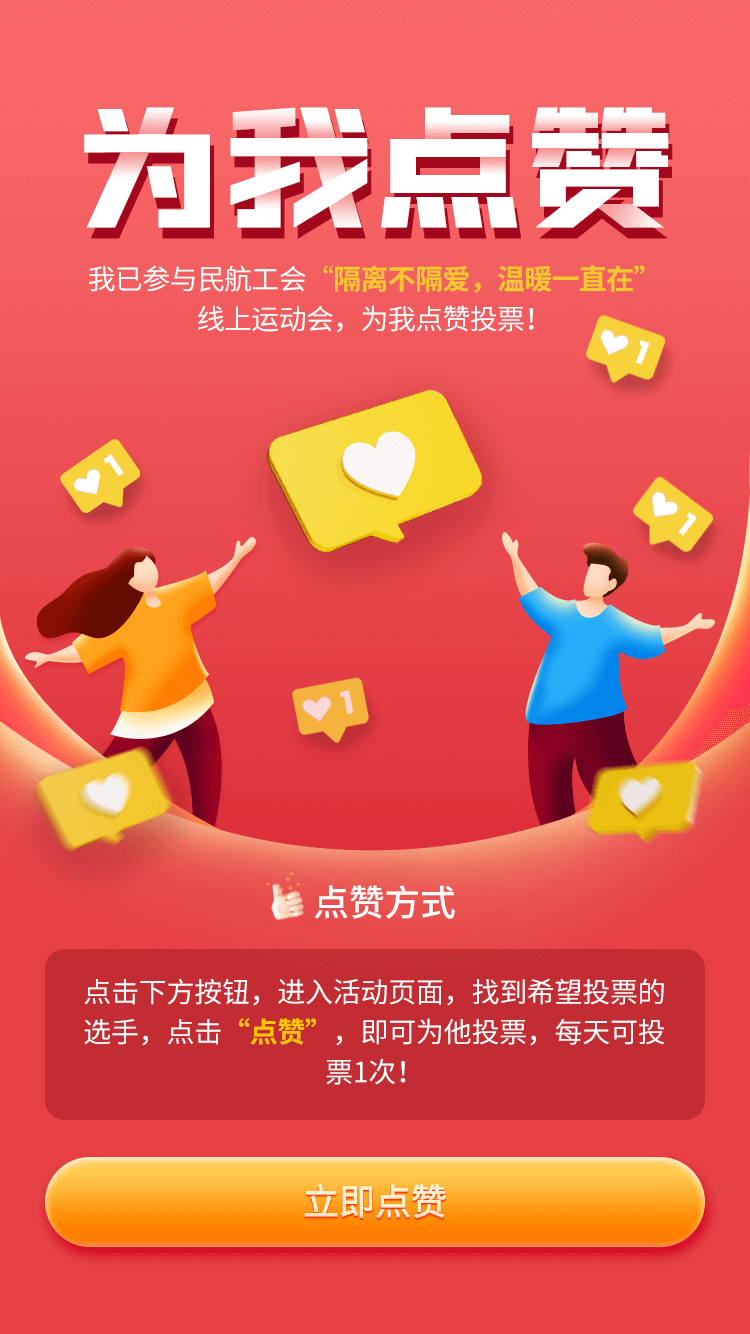 为我点赞
我已参与民航工会“隔离不隔爱，温暖一直在”
线上运动会，为我点赞投票！
1
1
1
1
点赞方式
点击下方按钮，进入活动页面，找到希望投票的
选手，点击“点赞”，即可为他投票，每天可投
票1次！
立即点赞